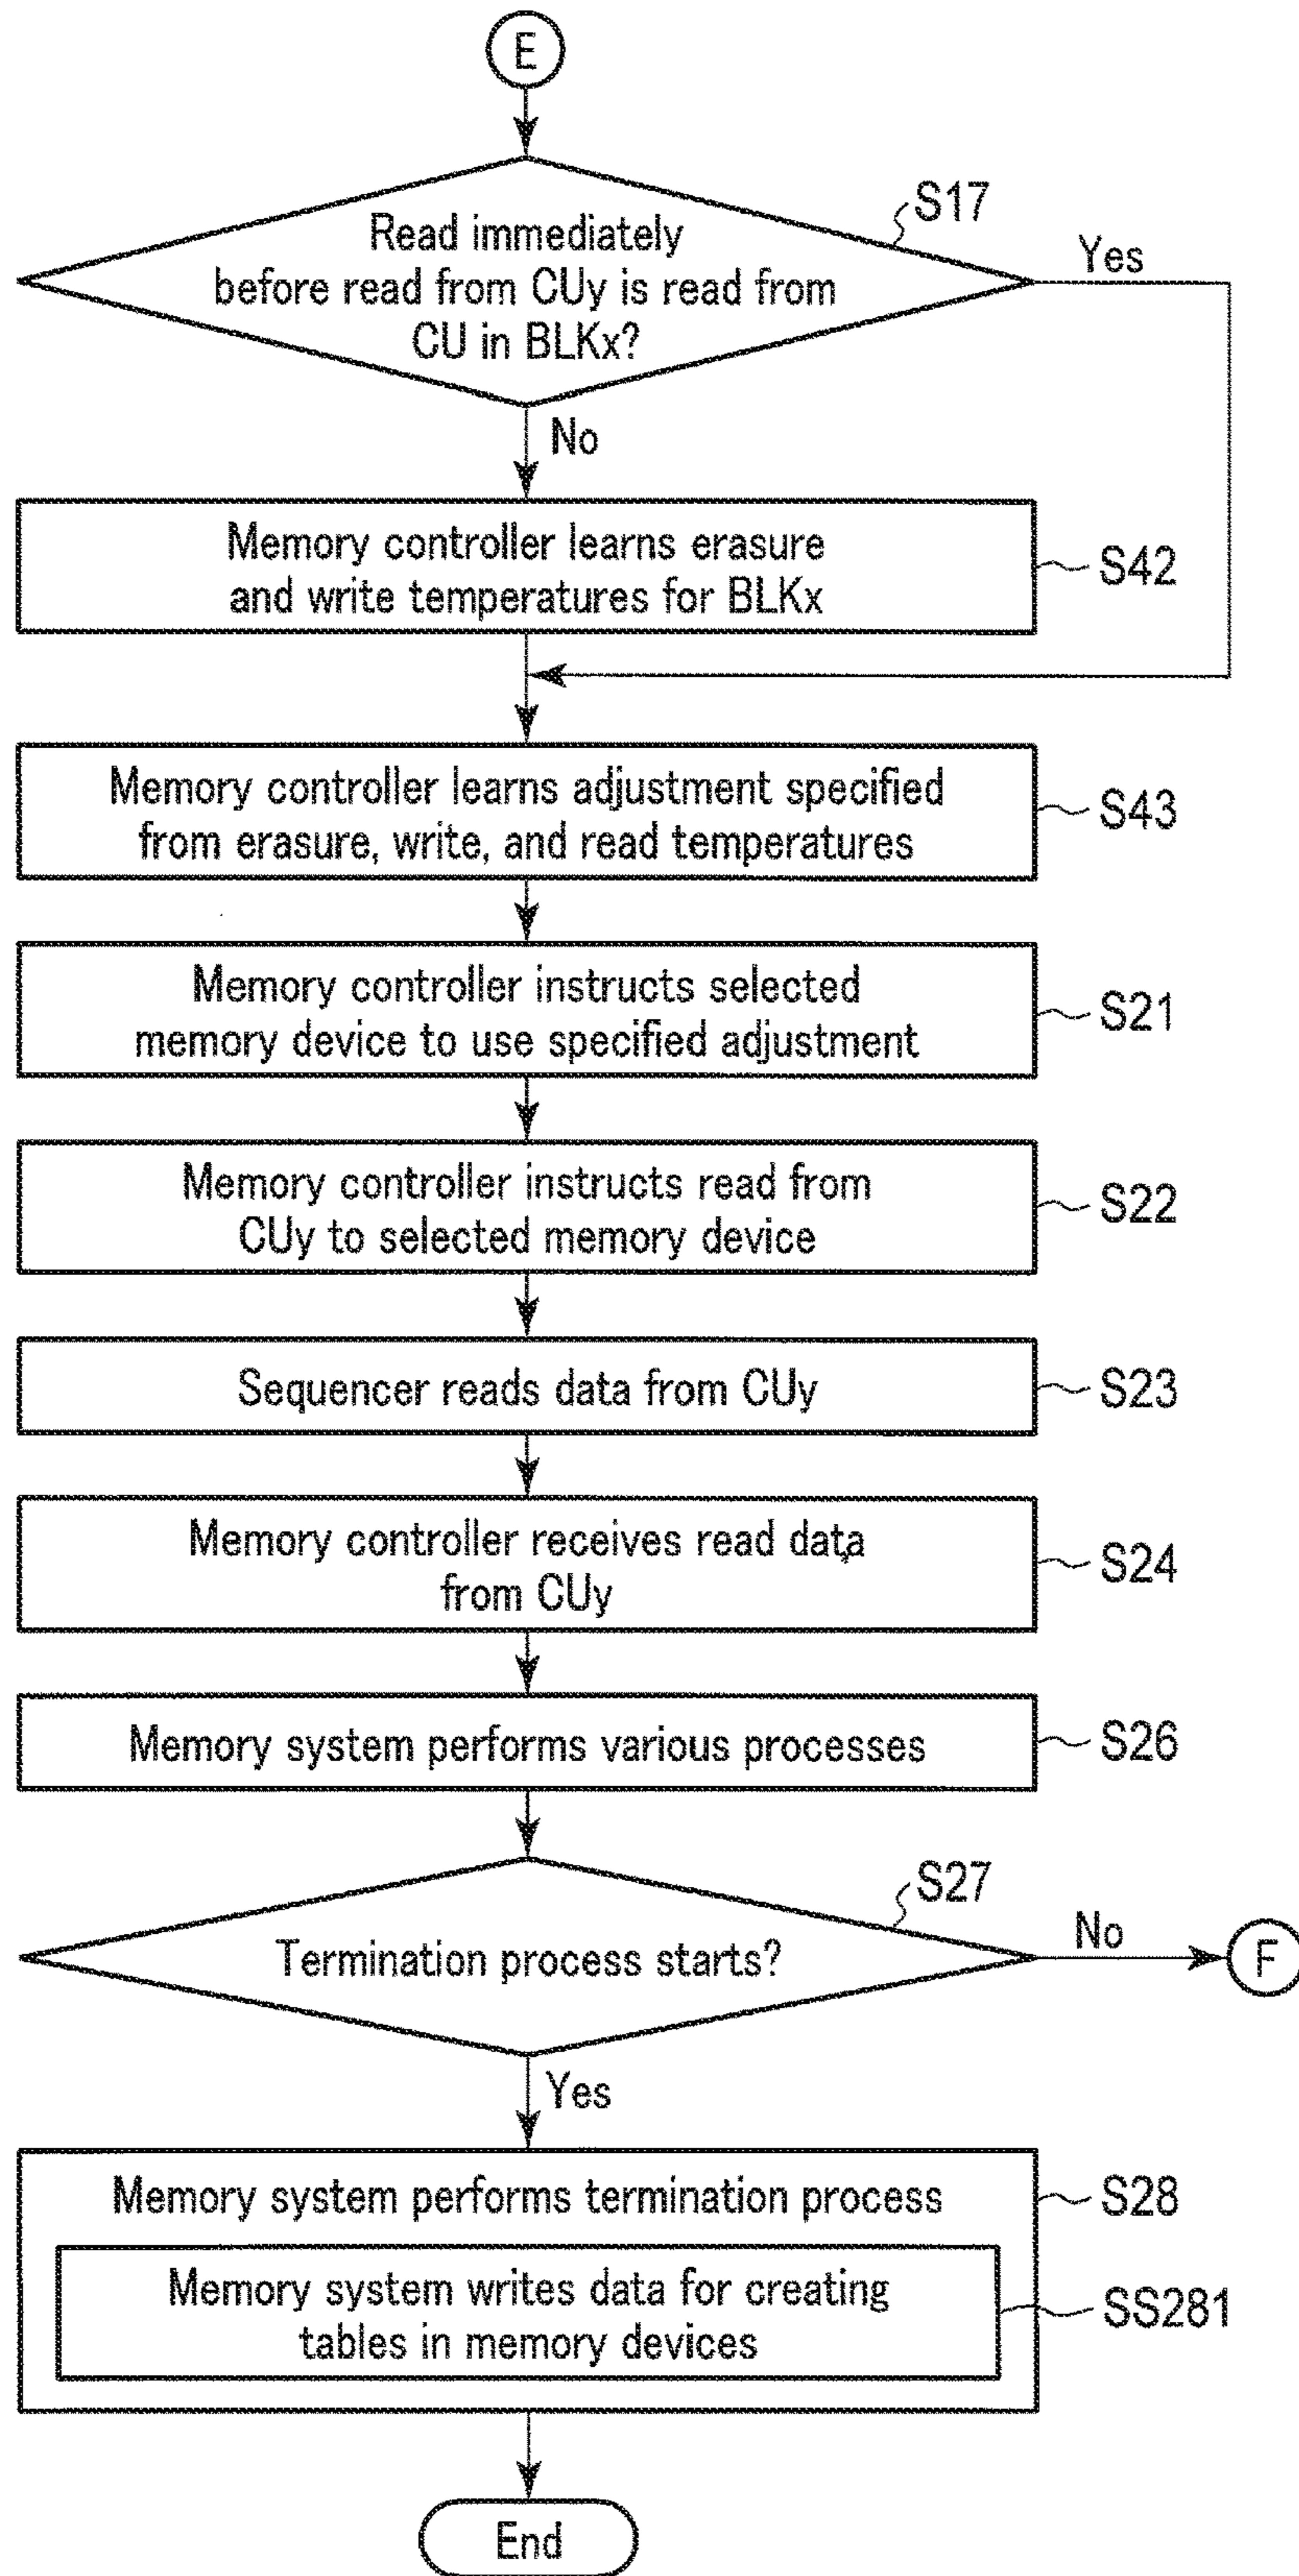 E
S17
Read immediately
before read from CUy is read from
CU in BLKx?
Yes
No
Memory controller learns erasure
and write temperatures for BLKx
S42
Memory controller learns adjustment specified
from erasure, write, and read temperatures
S43
Memory controller instructs selected
memory device to use specified adjustment
S21
Memory controller instructs read from
CUy to selected memory device
S22
Sequencer reads data from CUy
S23
Memory controller receives read data
from CUy
S24
Memory system performs various processes
S26
S27
Termination process starts?
No
F
Yes
Memory system performs termination process
S28
Memory system writes data for creating
tables in memory devices
SS281
End